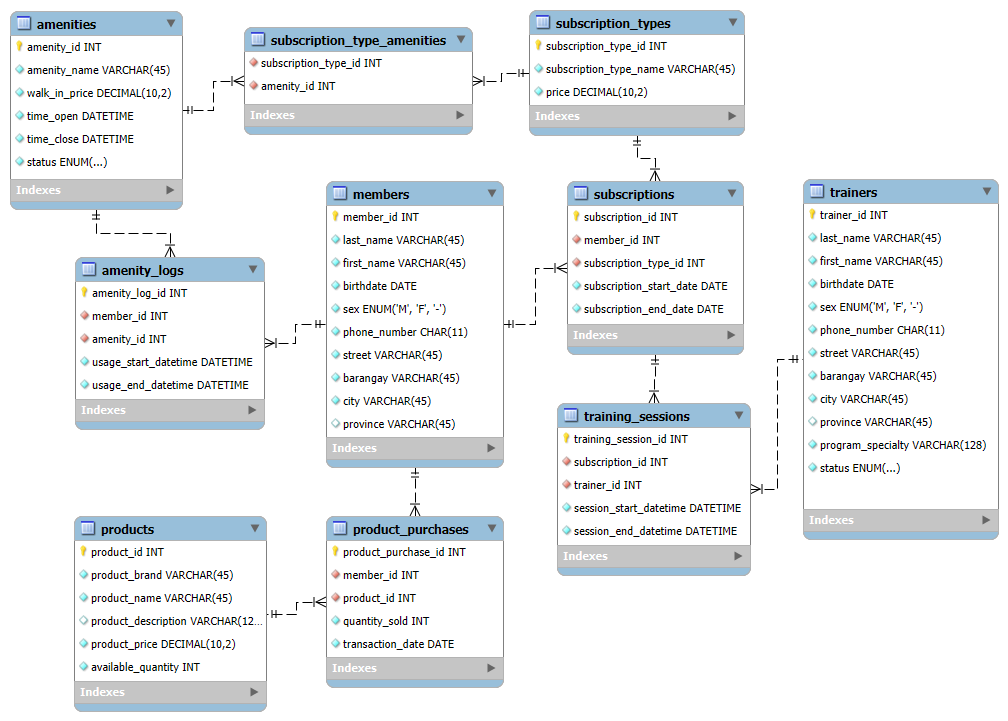 amenities
amenity_id INT
amenity_name VARCHAR(45)
walk_in_price DECIMAL(10,2)
time_open DATETIME
time_close DATETIME
status ENUM(...)
Indexes
subscription_type_amenities
subscription_type_id INT
amenity_id INT
Indexes
subscription_types
subscription_type_id INT
subscription_type_name VARCHAR(45)
price DECIMAL(10,2)
Indexes
amenity_logs
amenity_log_id INT
member_id INT
amenity_id INT
usage_start_datetime DATETIME
usage_end_datetime DATETIME
Indexes
members
member_id INT
last_name VARCHAR(45)
first_name VARCHAR(45)
birthdate DATE
sex ENUM('M', 'F', '-')
phone_number CHAR(11)
street VARCHAR(45)
barangay VARCHAR(45)
city VARCHAR(45)
province VARCHAR(45)
Indexes
subscriptions
subscription_id INT
member_id INT
subscription_type_id INT
subscription_start_date DATE
subscription_end_date DATE
Indexes
trainers
trainer_id INT
last_name VARCHAR(45)
first_name VARCHAR(45)
birthdate DATE
sex ENUM('M', 'F', '-')
phone_number CHAR(11)
street VARCHAR(45)
barangay VARCHAR(45)
city VARCHAR(45)
province VARCHAR(45)
program_specialty VARCHAR(128)
status ENUM(...)
Indexes
training_sessions
training_session_id INT
subscription_id INT
trainer_id INT
session_start_datetime DATETIME
session_end_datetime DATETIME
Indexes
products
product_id INT
product_brand VARCHAR(45)
product_name VARCHAR(45)
product_description VARCHAR(12...
product_price DECIMAL(10,2)
available_quantity INT
Indexes
product_purchases
product_purchase_id INT
member_id INT
product_id INT
quantity_sold INT
transaction_date DATE
Indexes